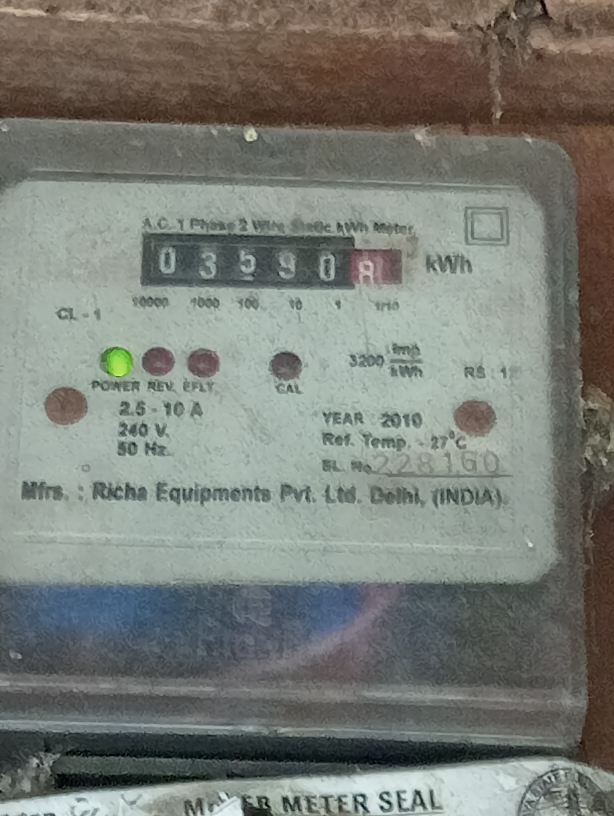 A.C. 1 Phase 2 Wire Static kWh Meter
0 3 5 9 0 8 kWh
10000 1000 100 10 1 1/10
CL - 1
3200 imp/kWh
POWER REV. EFLT CAL
2.5 - 10 A
240 V.
50 Hz.
YEAR : 2010
Ref. Temp. - 27°C
SL. No. 228160
Mfrs. : Richa Equipments Pvt. Ltd. Delhi, (INDIA).
METER SEAL